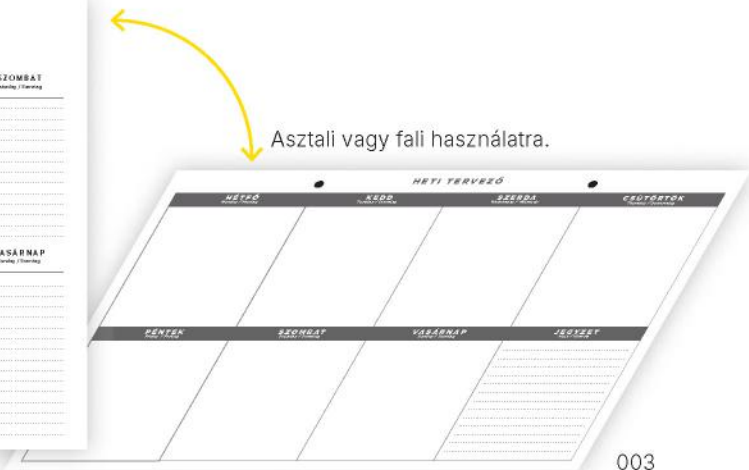 SZOMBAT
Asztali vagy fali használatra.
HETI TERVEZŐ
HÉTFŐ KEDD SZERDA CSÜTÖRTÖK
VASÁRNAP
PÉNTEK SZOMBAT VASÁRNAP JEGYZET
003